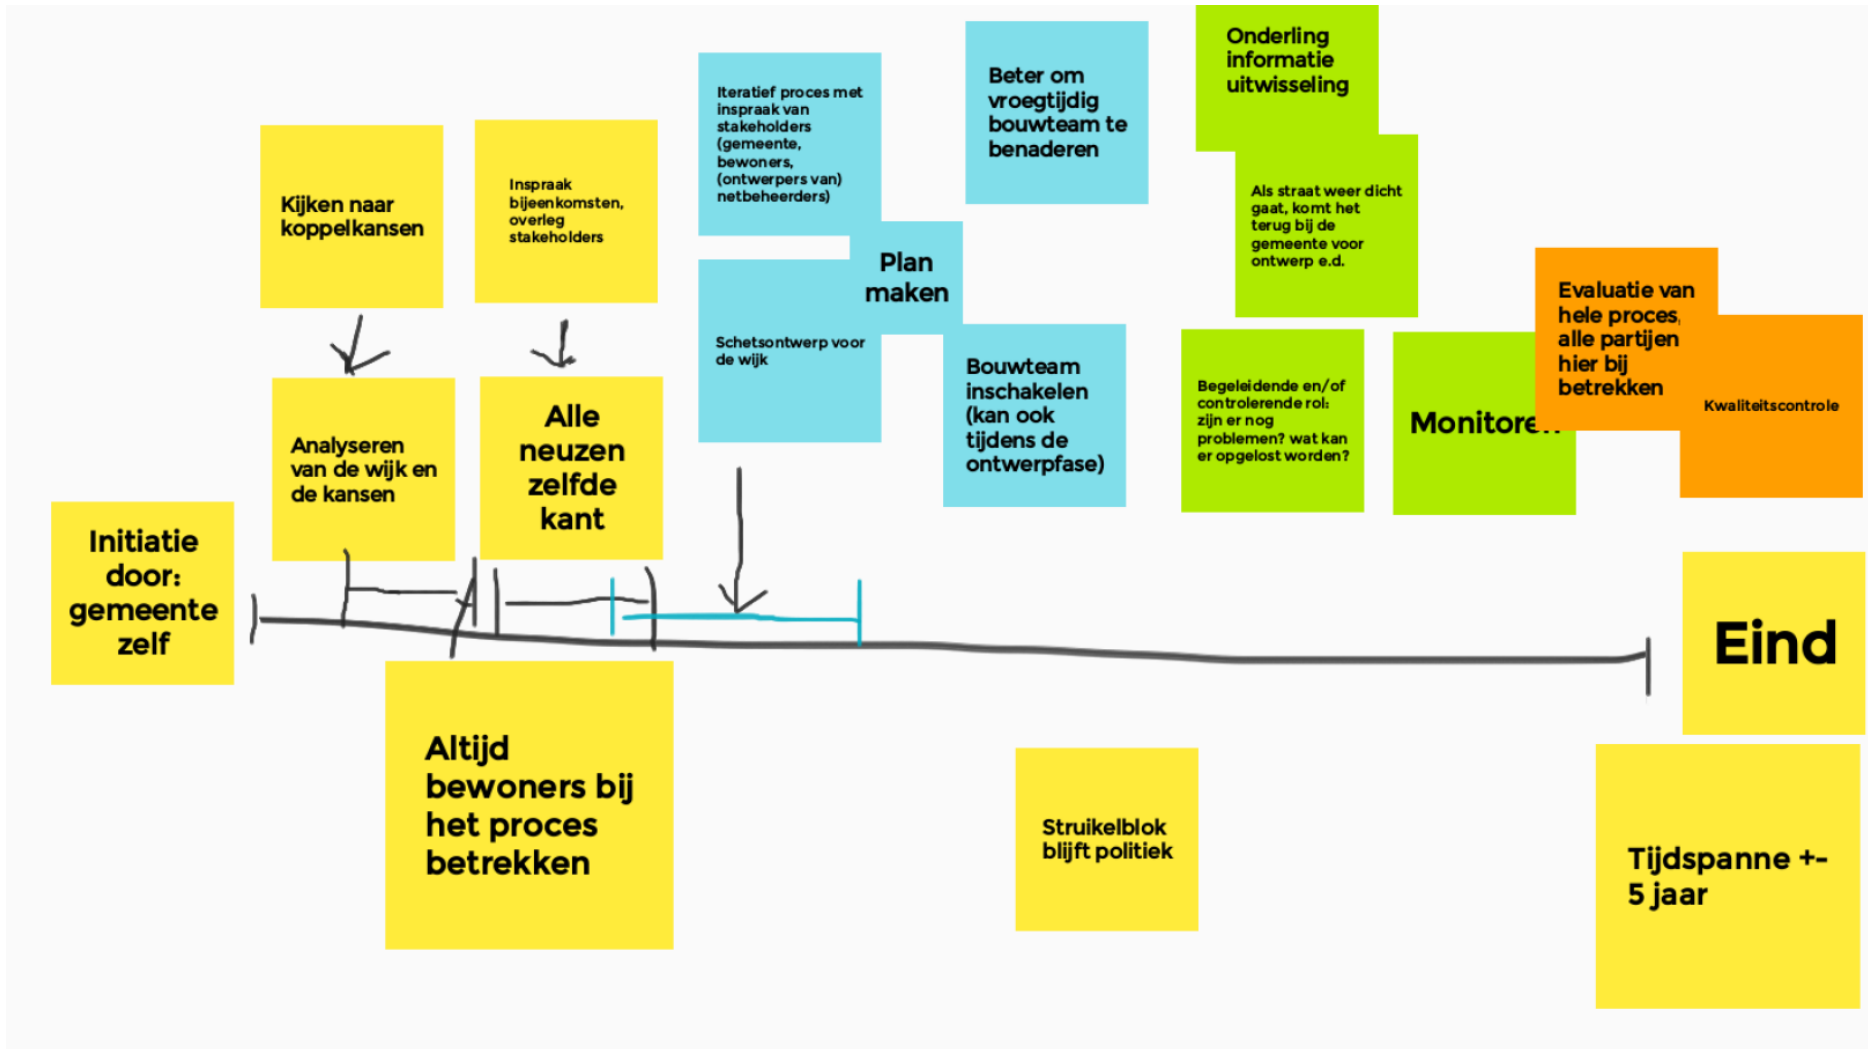 Kijken naar
koppelkansen
Inspraak
bijeenkomsten,
overleg
stakeholders
Iteratief proces met
inspraak van
stakeholders
(gemeente,
bewoners,
(ontwerpers van)
netbeheerders)
Beter om
vroegtijdig
bouwteam te
benaderen
Onderling
informatie
uitwisseling
Als straat weer dicht
gaat, komt het
terug bij de
gemeente voor
ontwerp e.d.
Plan
maken
Schetsontwerp voor
de wijk
Bouwteam
inschakelen
(kan ook
tijdens de
ontwerpfase)
Begeleidende en/of
controlerende rol:
zijn er nog
problemen? wat kan
er opgelost worden?
Monitoren
Evaluatie van
hele proces,
alle partijen
hier bij
betrekken
Kwaliteitscontrole
Analyseren
van de wijk en
de kansen
Alle
neuzen
zelfde
kant
Initiatie
door:
gemeente
zelf
Eind
Altijd
bewoners bij
het proces
betrekken
Struikelblok
blijft politiek
Tijdspanne +-
5 jaar